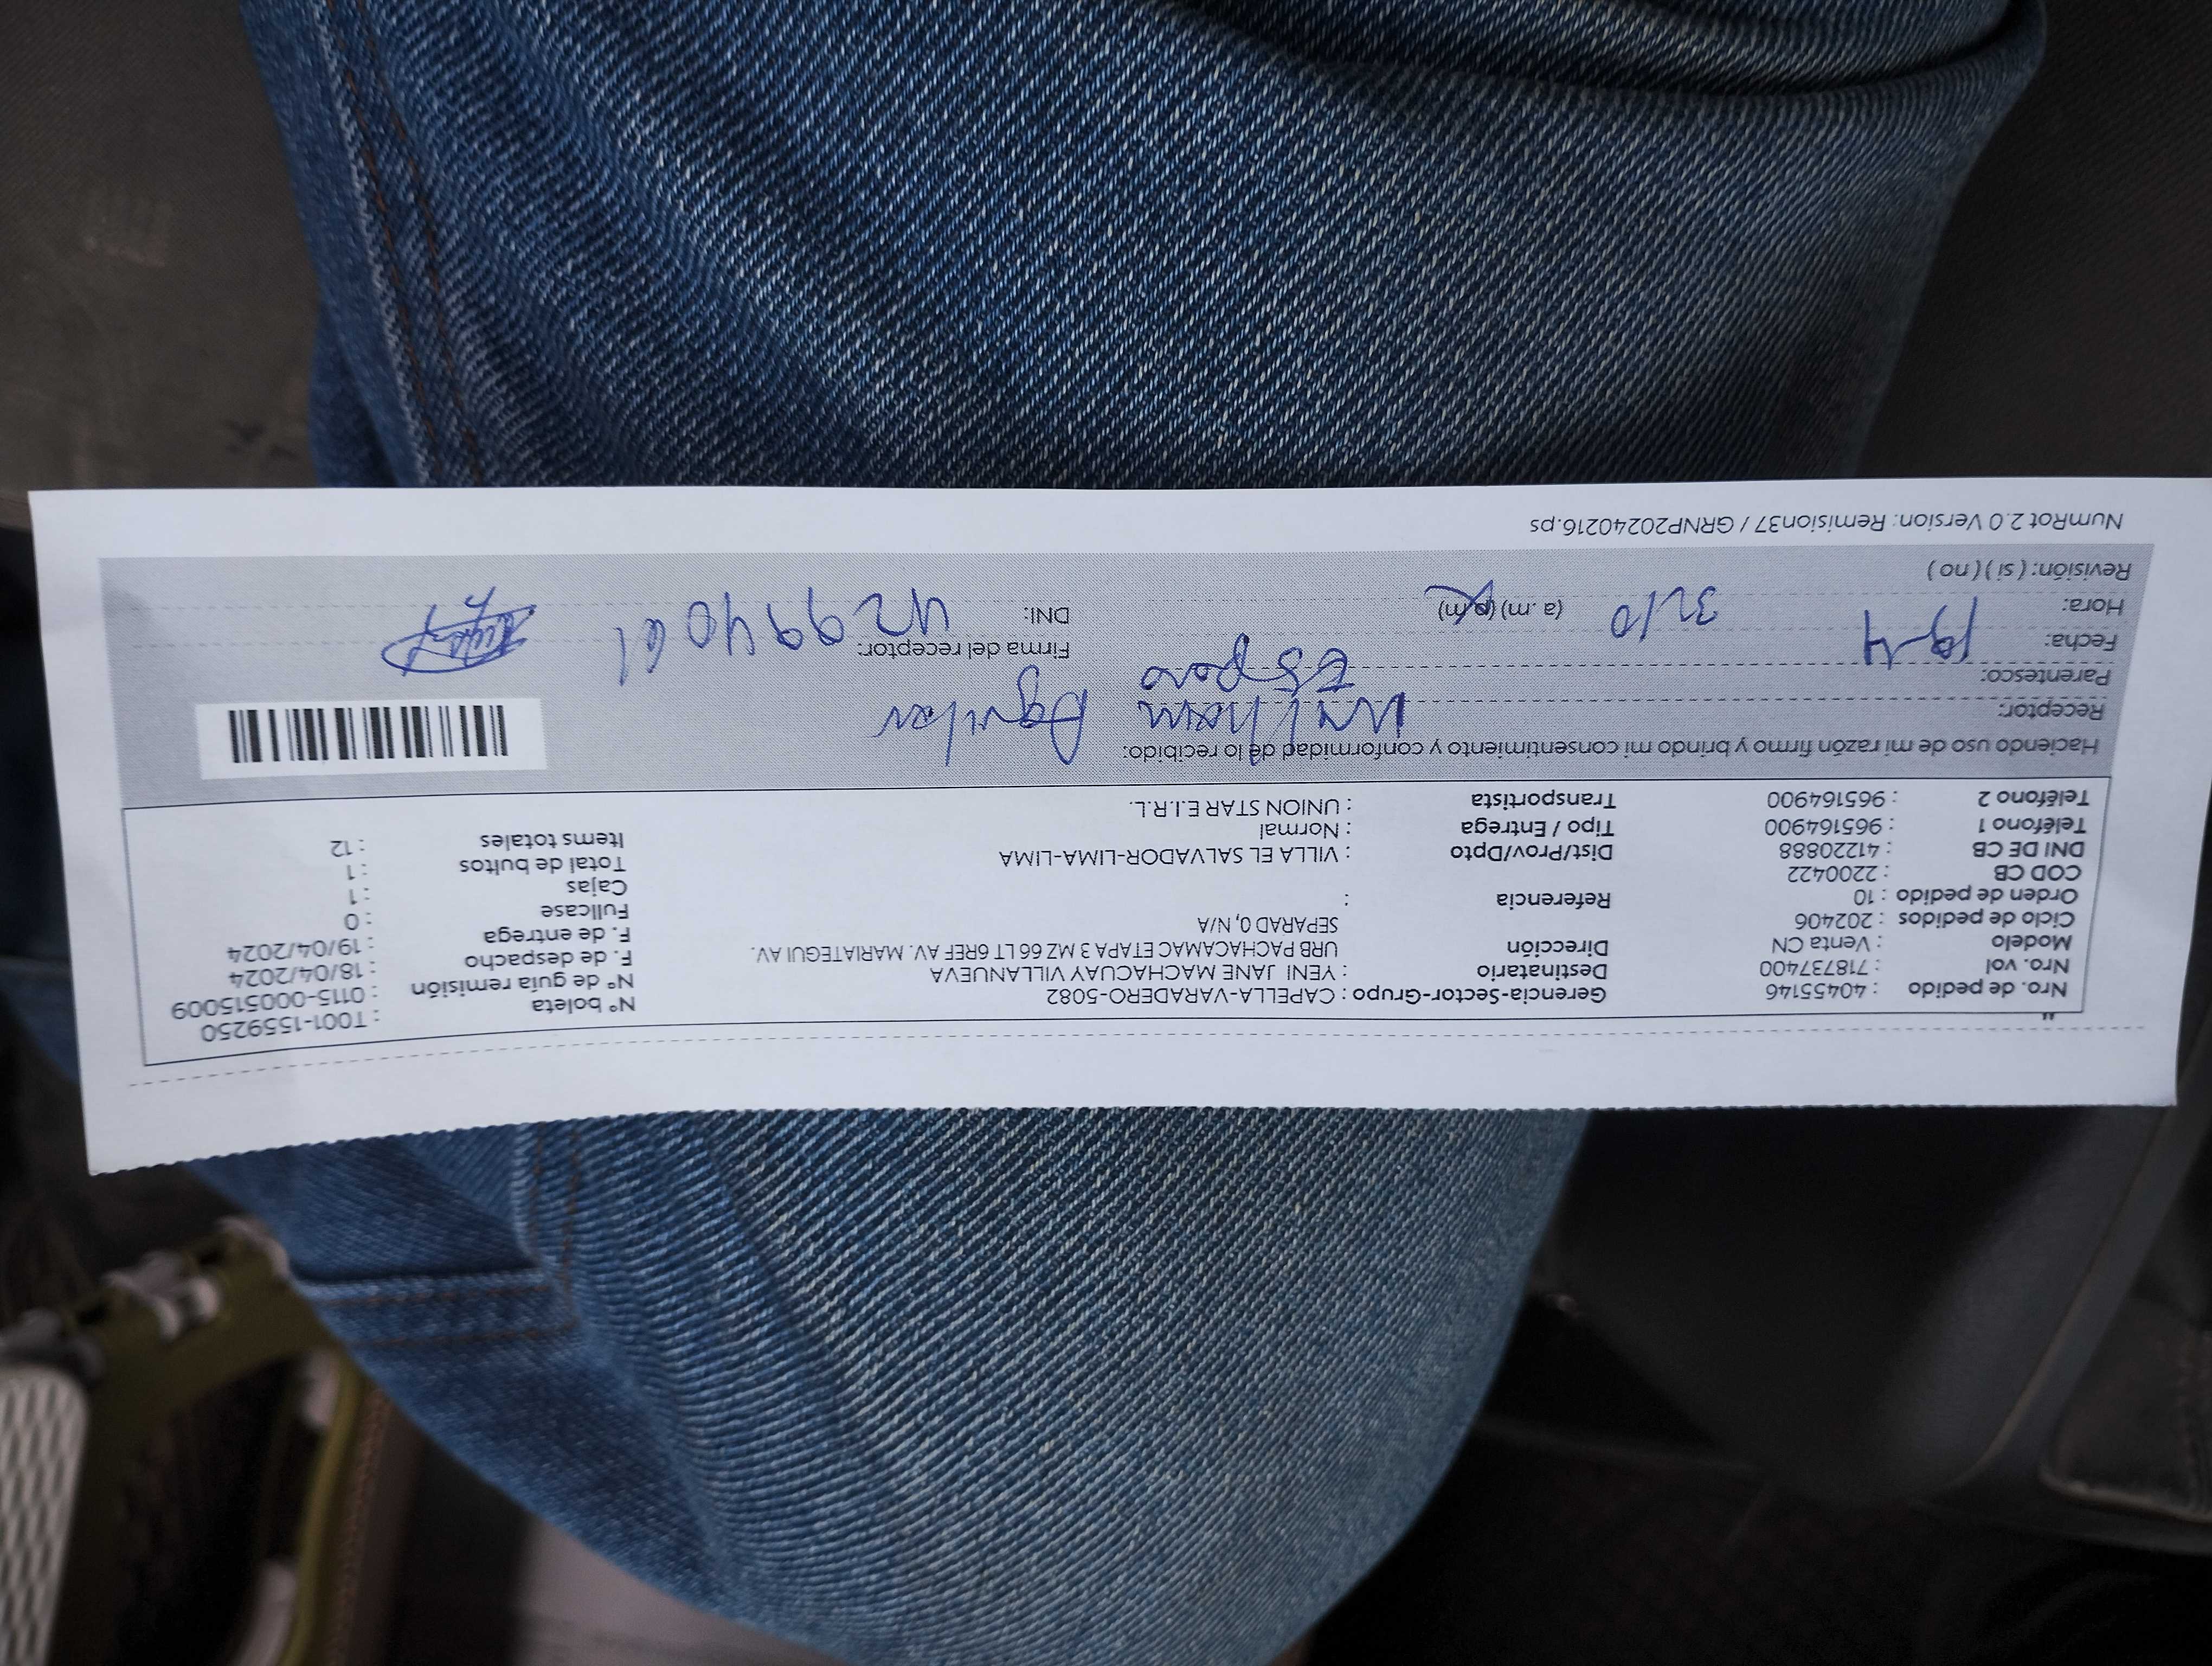 Nro. de pedido : 40455146 Gerencia-Sector-Grupo : CAPELLA-VARADERO-5082 N° boleta : T001-1559250
Nro. vol : 718737400 Destinatario : YENI JANE MACHACUAY VILLANUEVA N° de guía remisión : 0115-000515009
Modelo : Venta CN Dirección URB PACHACAMAC ETAPA 3 MZ 66 LT 6REF AV. MARIATEGUI AV. F. de despacho : 18/04/2024
Ciclo de pedidos : 202406 SEPARAD 0, N/A F. de entrega : 19/04/2024
Orden de pedido : 10 Referencia : Fullcase : 0
COD CB : 2200422 Cajas : 1
DNI DE CB : 41220888 Dist/Prov/Dpto : VILLA EL SALVADOR-LIMA-LIMA Total de bultos : 1
Teléfono 1 : 965164900 Tipo / Entrega : Normal Items totales : 12
Teléfono 2 : 965164900 Transportista : UNION STAR E.I.R.L.
Haciendo uso de mi razón firmo y brindo mi consentimiento y conformidad de lo recibido:
Receptor: Aguilar
Parentesco: Esposo
Fecha: 19-4 Firma del receptor:
Hora: 3:10 (a.m) (p.m) DNI: 42994061
Revisión: ( si ) ( no )
NumRot 2.0 Version: Remision37 / GRNP20240216.ps